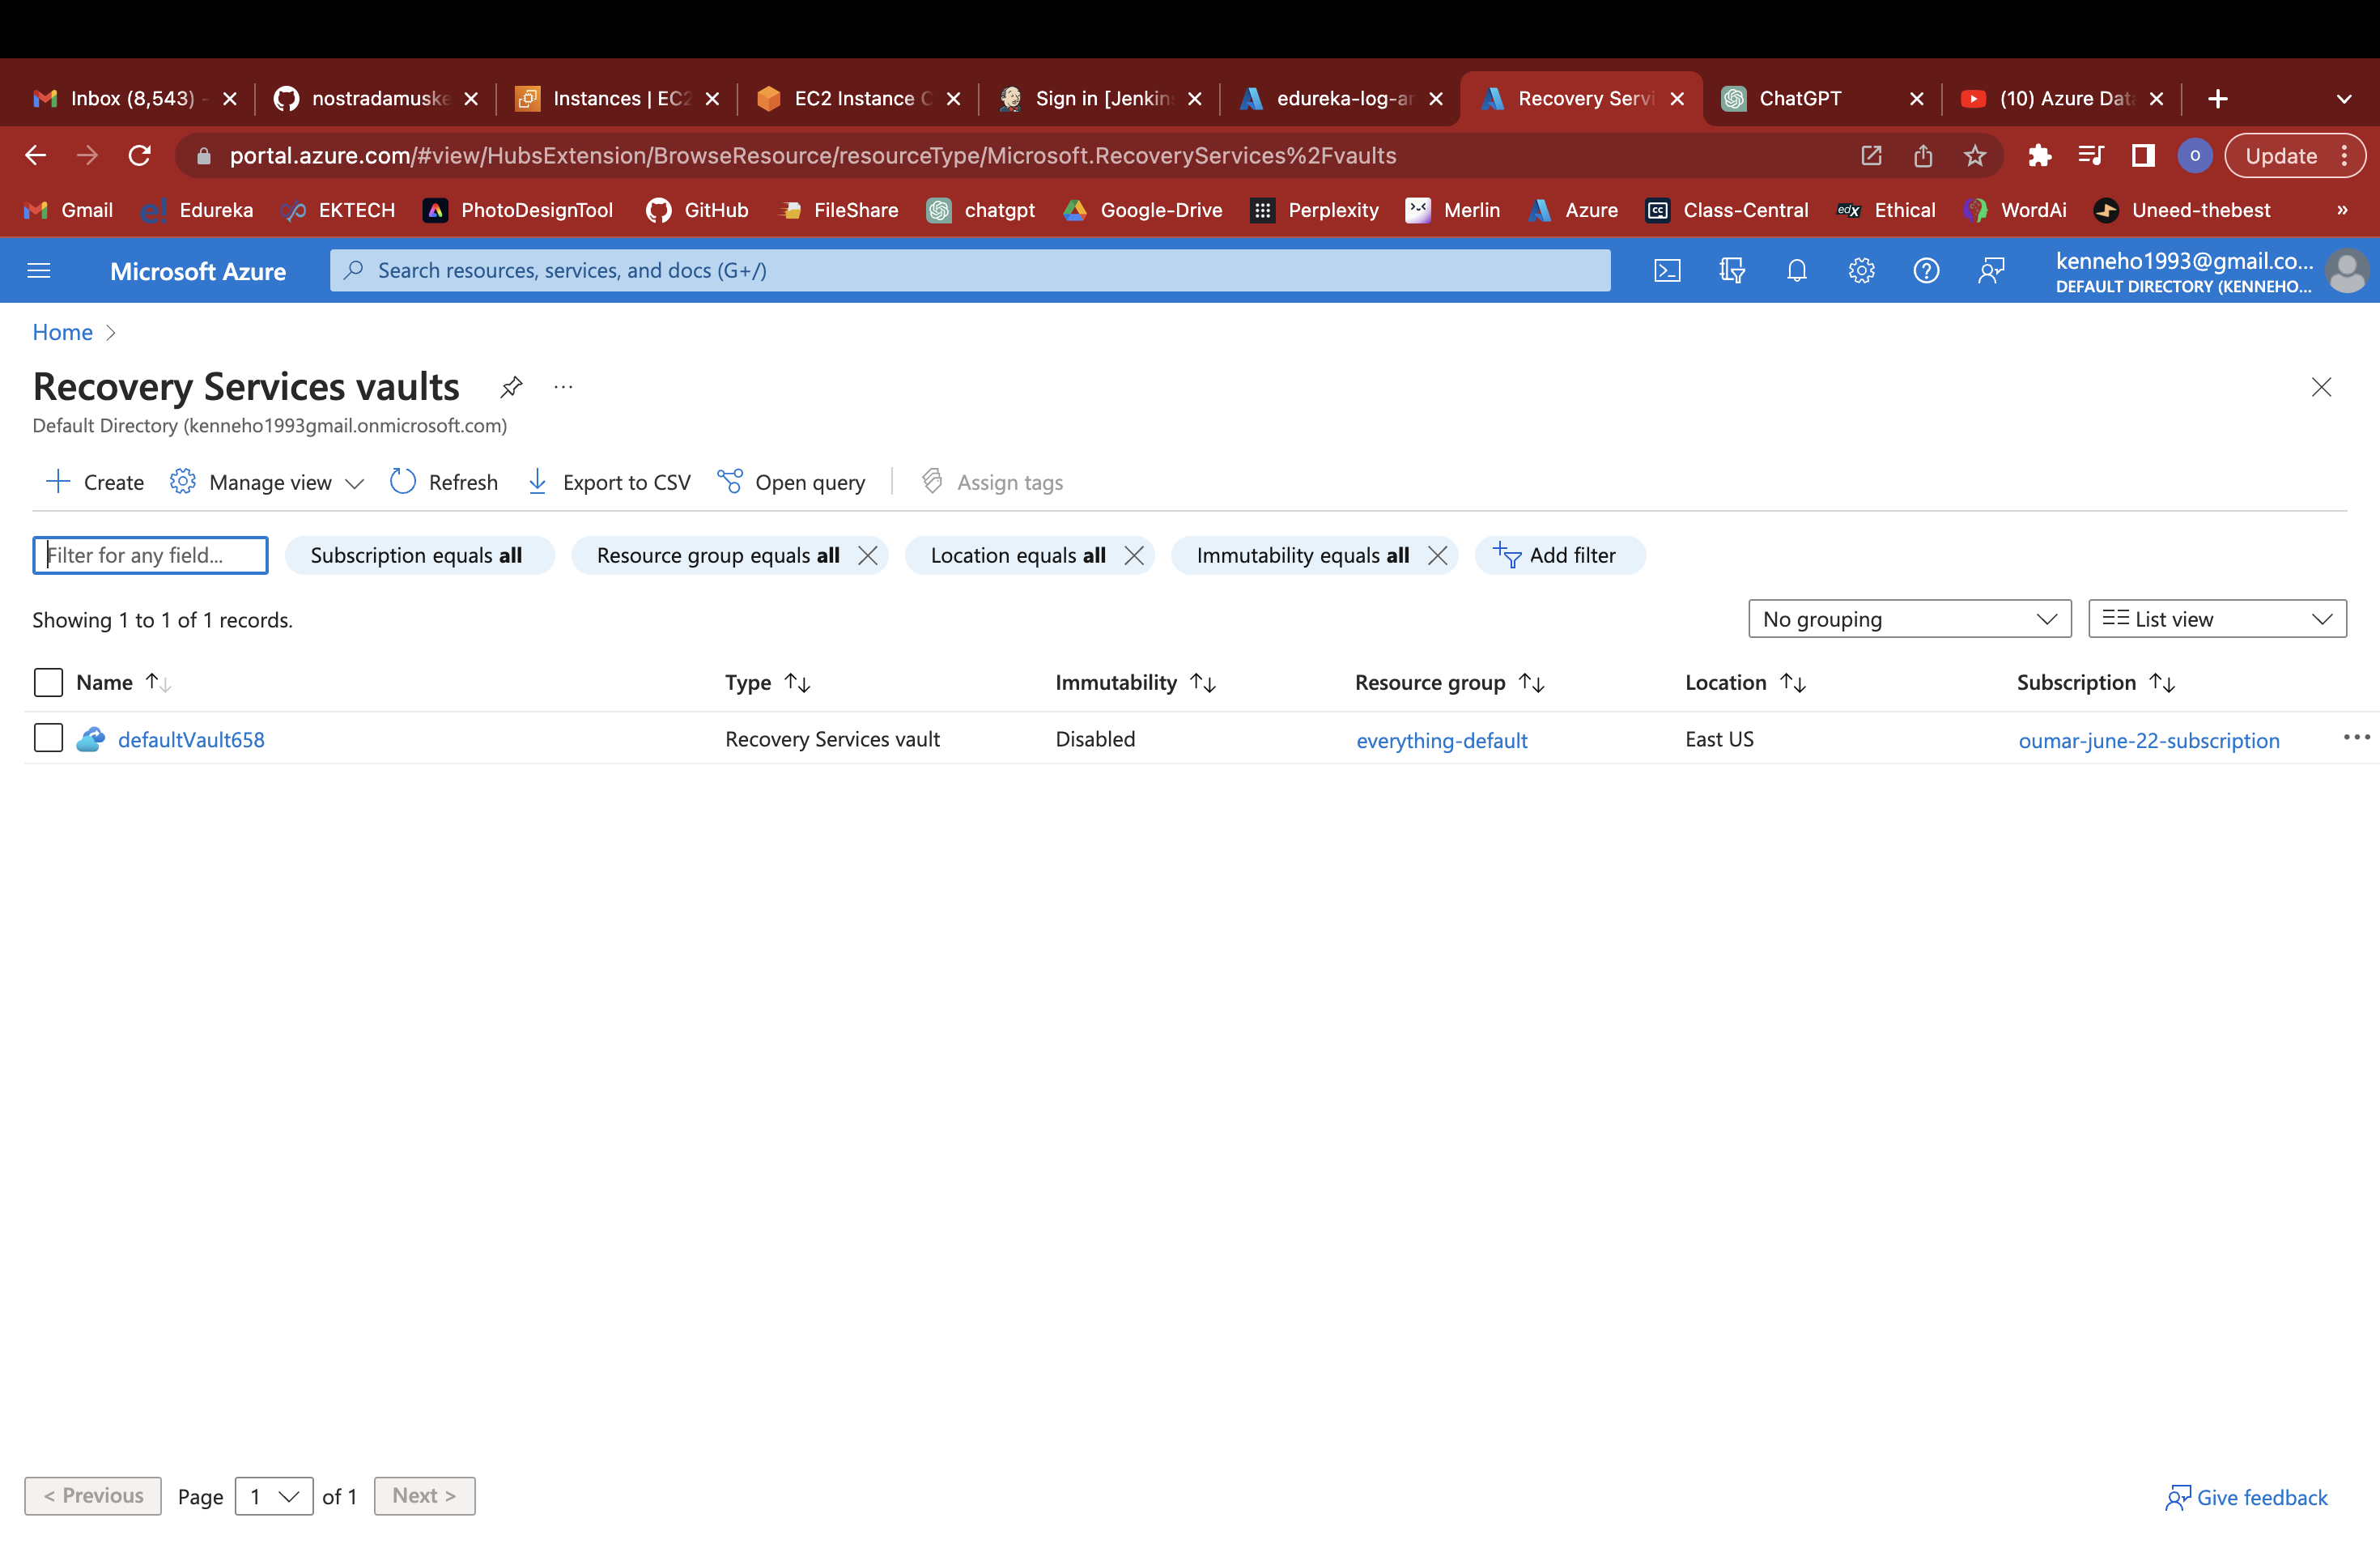 Inbox (8,543) -
nostradamuske
Instances | EC2
EC2 Instance C
Sign in [Jenkins
edureka-log-an
Recovery Servi
ChatGPT
(10) Azure Data
portal.azure.com/#view/HubsExtension/BrowseResource/resourceType/Microsoft.RecoveryServices%2Fvaults
O
Update
Gmail
e! Edureka
EKTECH
PhotoDesignTool
GitHub
FileShare
chatgpt
Google-Drive
Perplexity
Merlin
Azure
CC Class-Central
edX Ethical
WordAi
Uneed-thebest
»
Microsoft Azure
Search resources, services, and docs (G+/)
kenneho1993@gmail.co...
DEFAULT DIRECTORY (KENNEHO...
Home >
Recovery Services vaults ...
Default Directory (kenneho1993gmail.onmicrosoft.com)
Create
Manage view
Refresh
Export to CSV
Open query
Assign tags
Filter for any field...
Subscription equals all
Resource group equals all
Location equals all
Immutability equals all
Add filter
Showing 1 to 1 of 1 records.
No grouping
List view
Name ↑↓ Type ↑↓ Immutability ↑↓ Resource group ↑↓ Location ↑↓ Subscription ↑↓
defaultVault658 Recovery Services vault Disabled everything-default East US oumar-june-22-subscription ...
< Previous Page 1 of 1 Next >
Give feedback